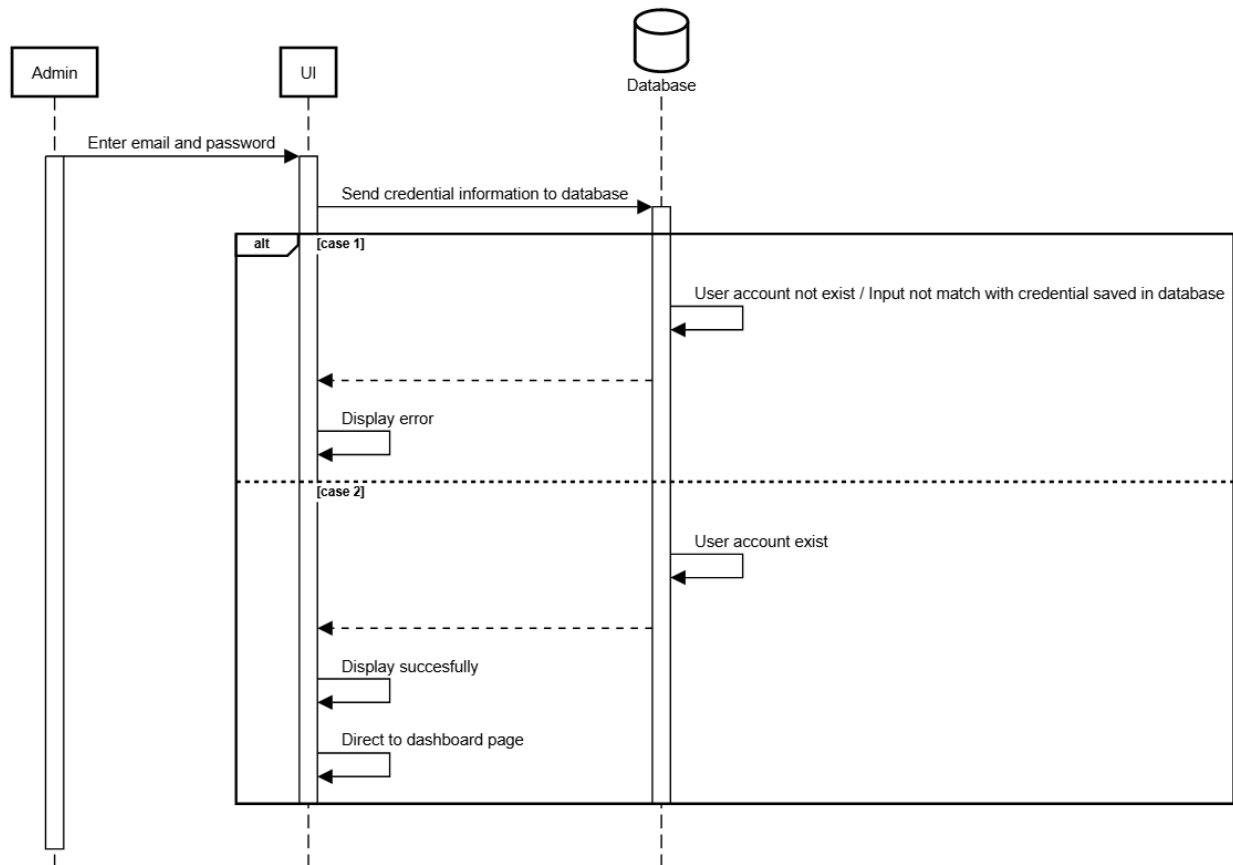 Admin
UI
Database
Enter email and password
Send credential information to database
alt
[case 1]
User account not exist / Input not match with credential saved in database
Display error
[case 2]
User account exist
Display succesfully
Direct to dashboard page